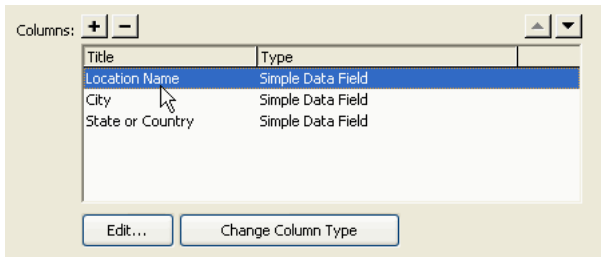 Columns: + −
Title Type
Location Name Simple Data Field
City Simple Data Field
State or Country Simple Data Field
Edit... Change Column Type